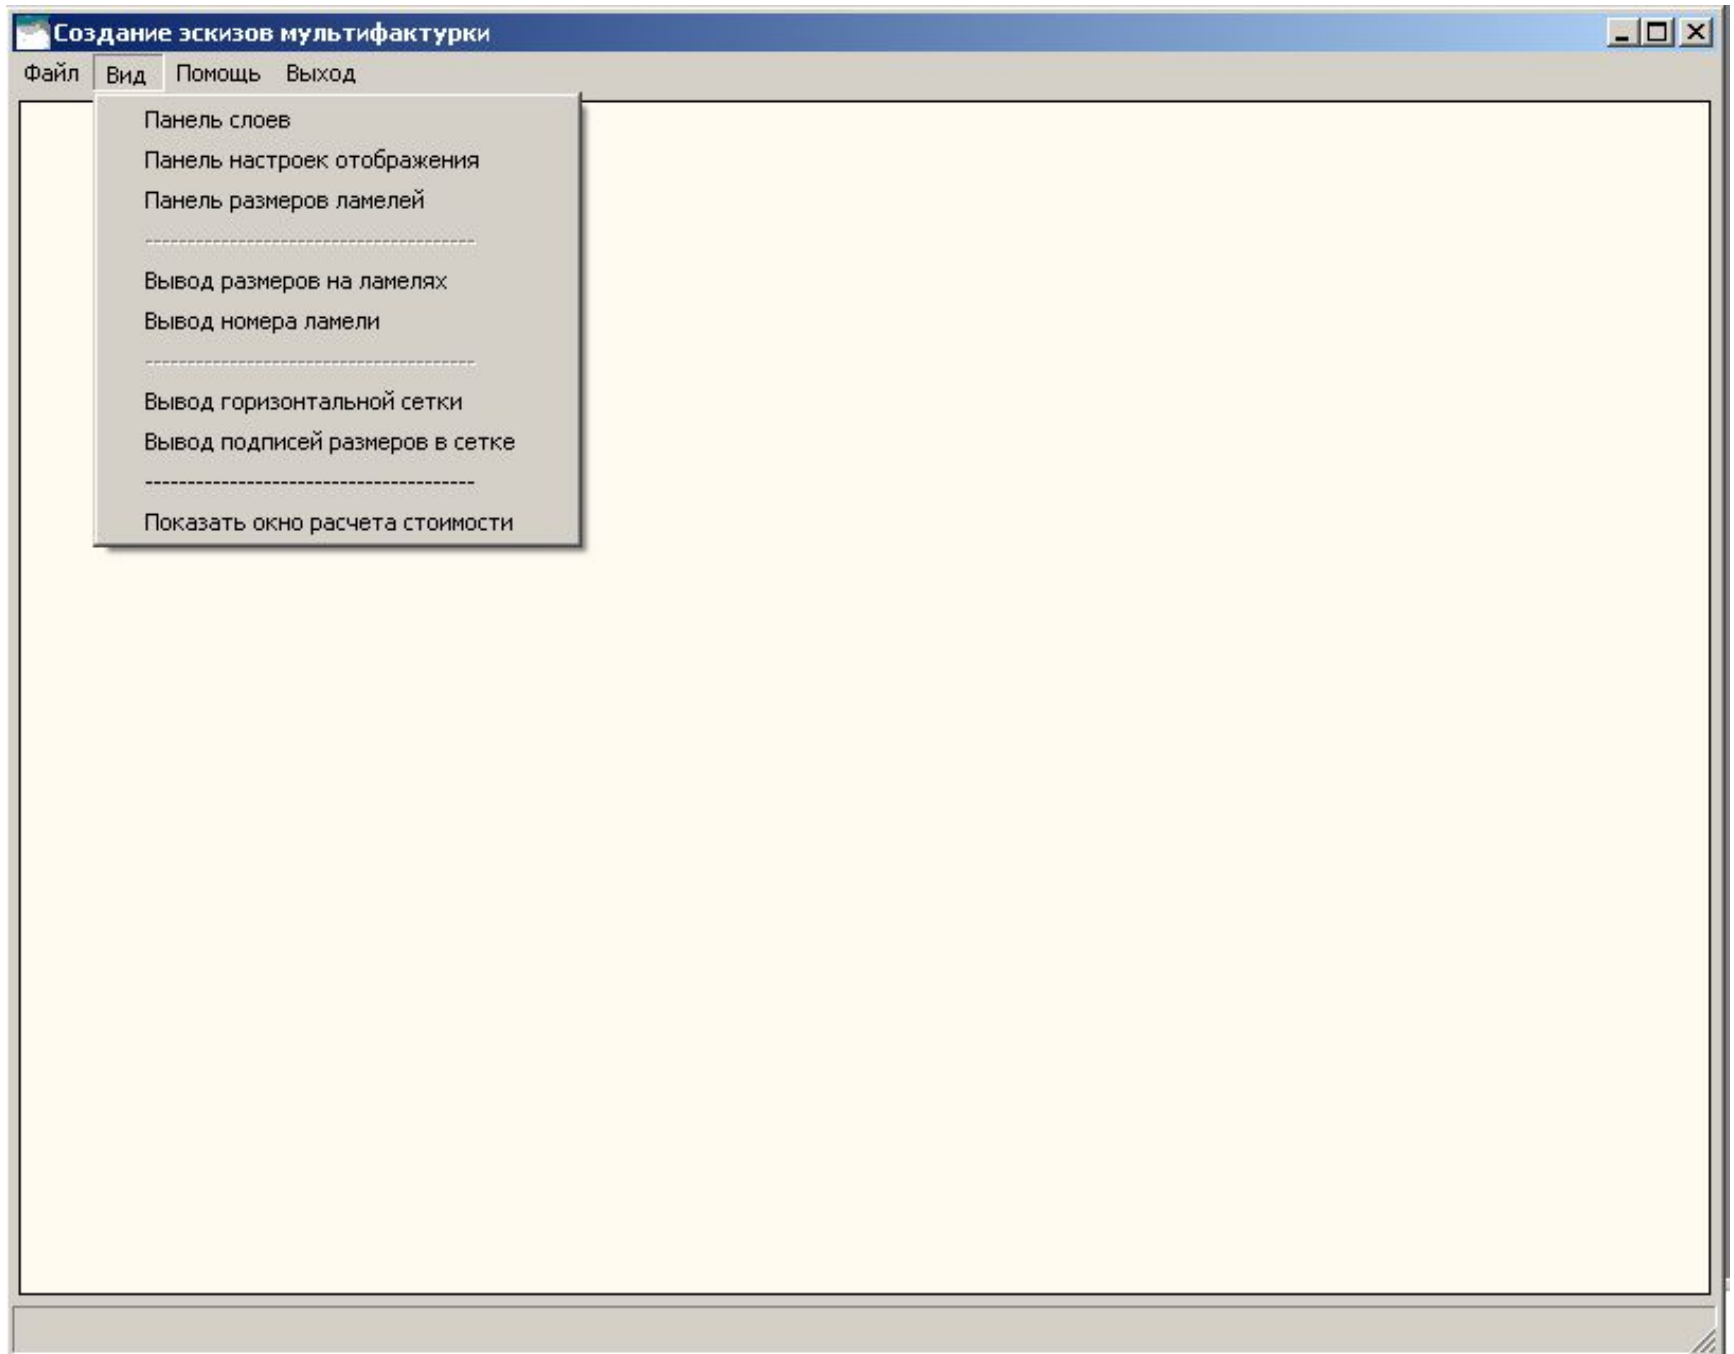 Создание эскизов мультифактурки
Файл Вид Помощь Выход
Панель слоев
Панель настроек отображения
Панель размеров ламелей
---------------------------------------
Вывод размеров на ламелях
Вывод номера ламели
---------------------------------------
Вывод горизонтальной сетки
Вывод подписей размеров в сетке
---------------------------------------
Показать окно расчета стоимости